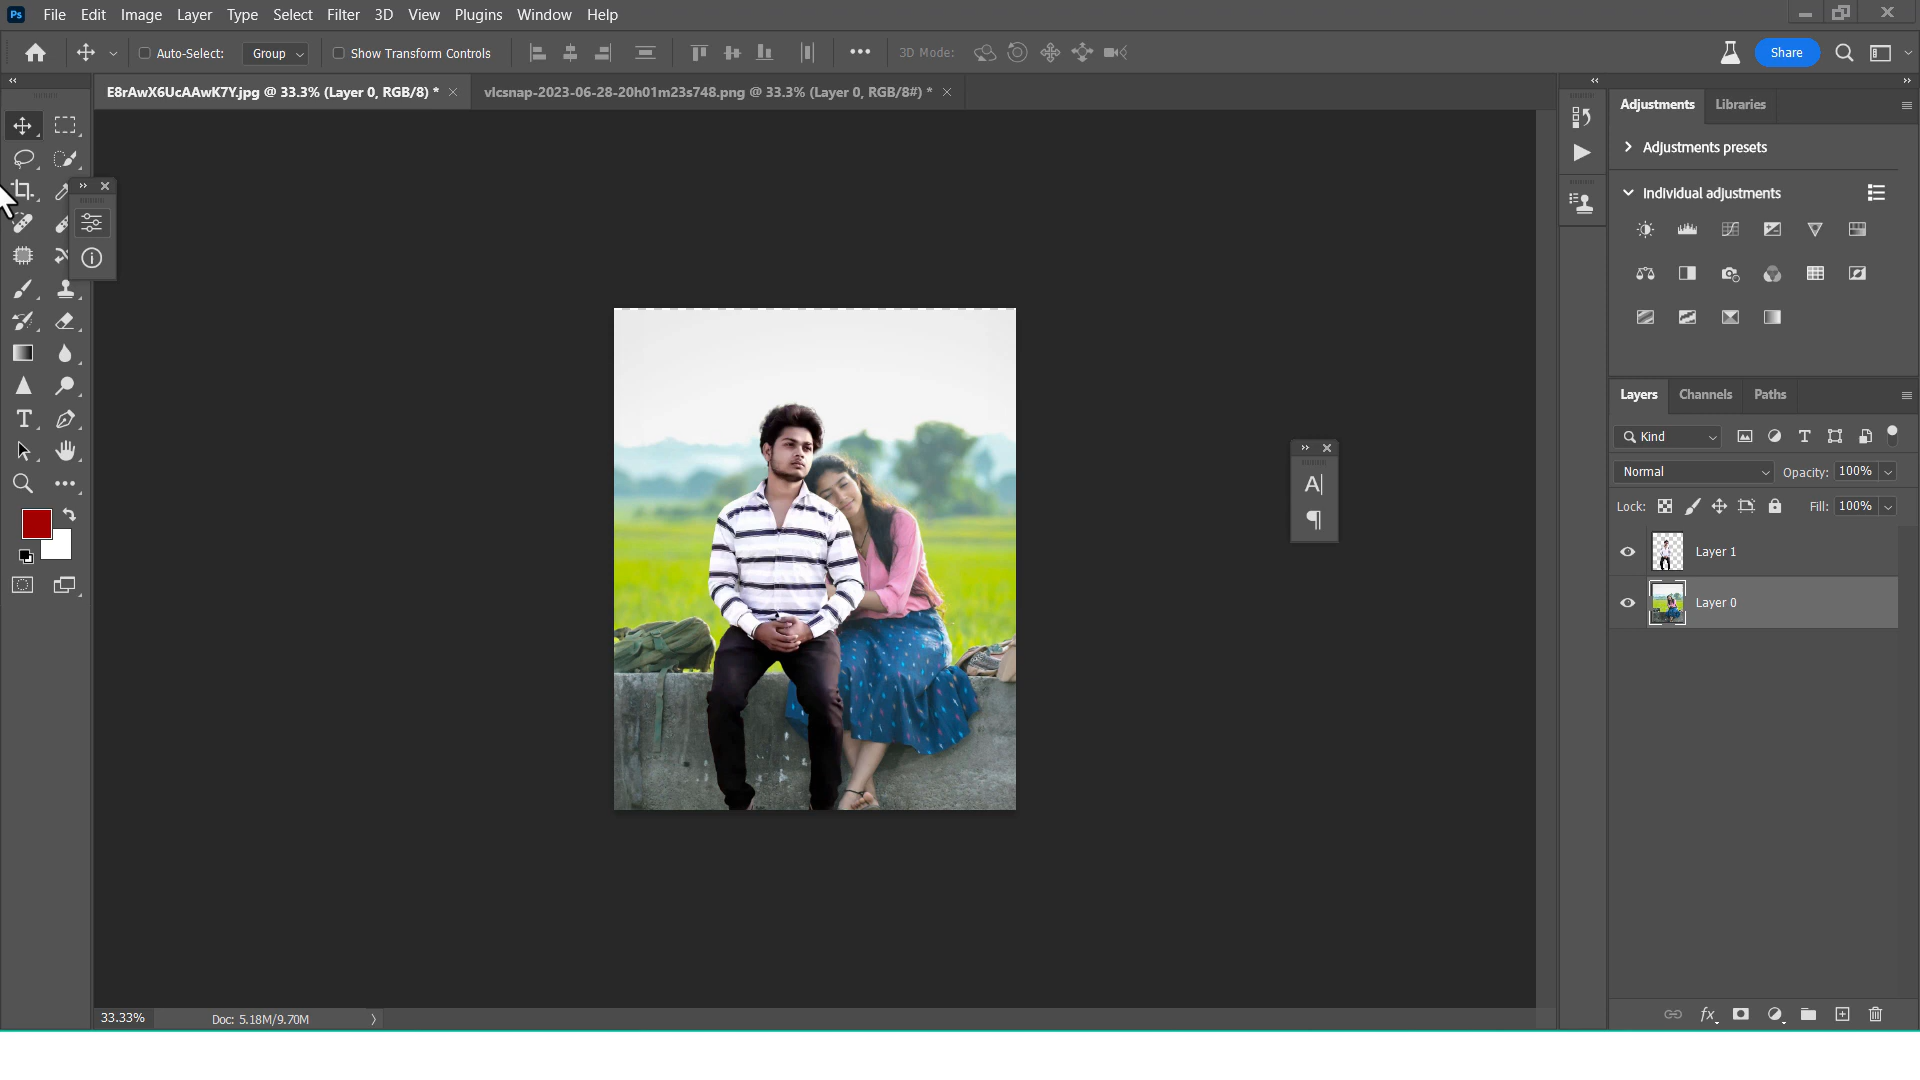 Ps File Edit Image Layer Type Select Filter 3D View Plugins Window Help
Auto-Select: Group Show Transform Controls 3D Mode: Share
E8rAwX6UcAAwK7Y.jpg @ 33.3% (Layer 0, RGB/8) * vlcsnap-2023-06-28-20h01m23s748.png @ 33.3% (Layer 0, RGB/8#) *
Adjustments Libraries
Adjustments presets
Individual adjustments
Layers Channels Paths
Kind
Normal Opacity: 100%
Lock: Fill: 100%
Layer 1
Layer 0
33.33% Doc: 5.18M/9.70M